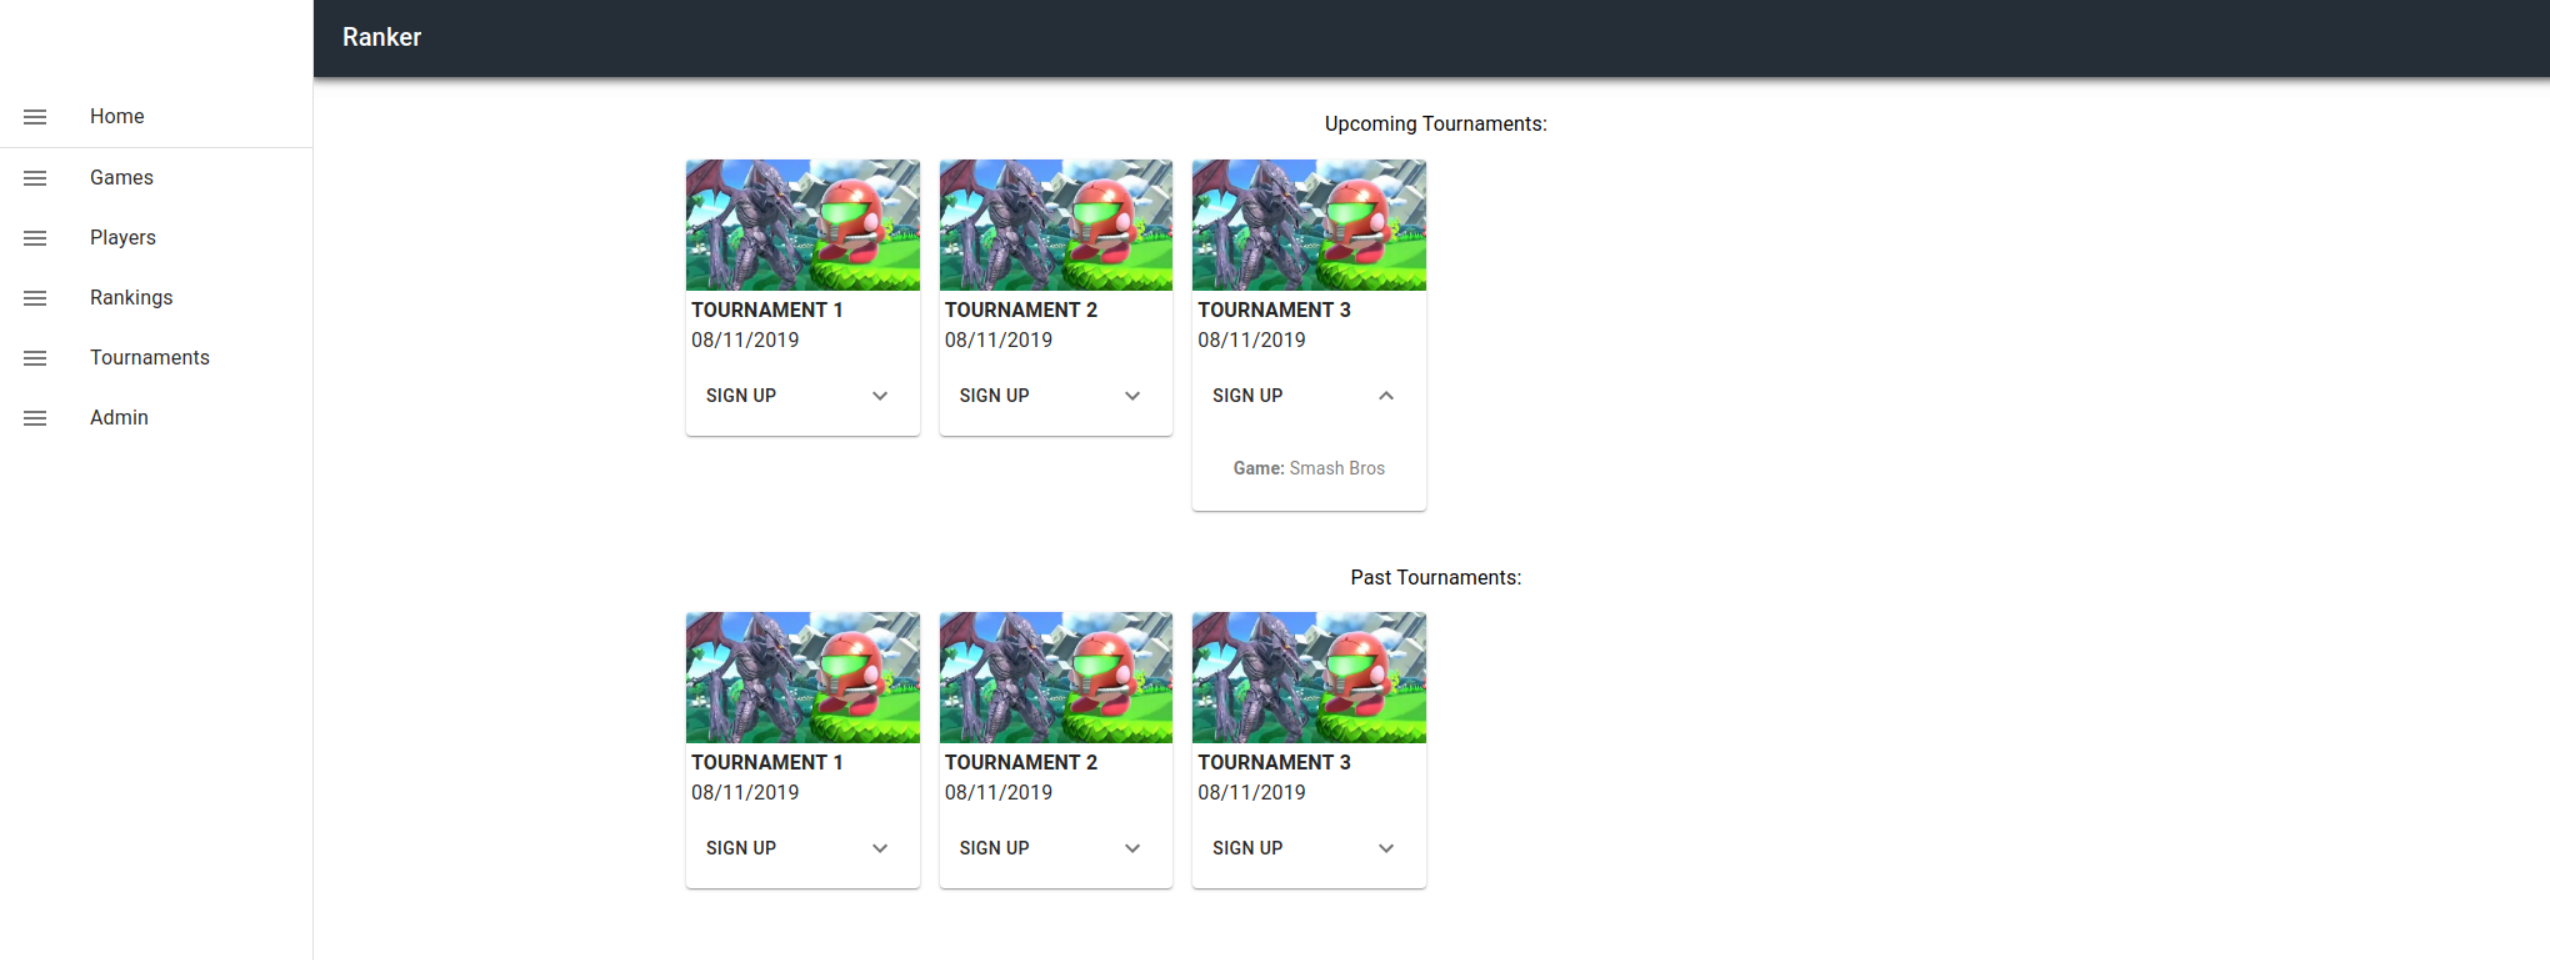 Ranker
Home
Games
Players
Rankings
Tournaments
Admin
Upcoming Tournaments:
TOURNAMENT 1
08/11/2019
SIGN UP
TOURNAMENT 2
08/11/2019
SIGN UP
TOURNAMENT 3
08/11/2019
SIGN UP
Game: Smash Bros
Past Tournaments:
TOURNAMENT 1
08/11/2019
SIGN UP
TOURNAMENT 2
08/11/2019
SIGN UP
TOURNAMENT 3
08/11/2019
SIGN UP